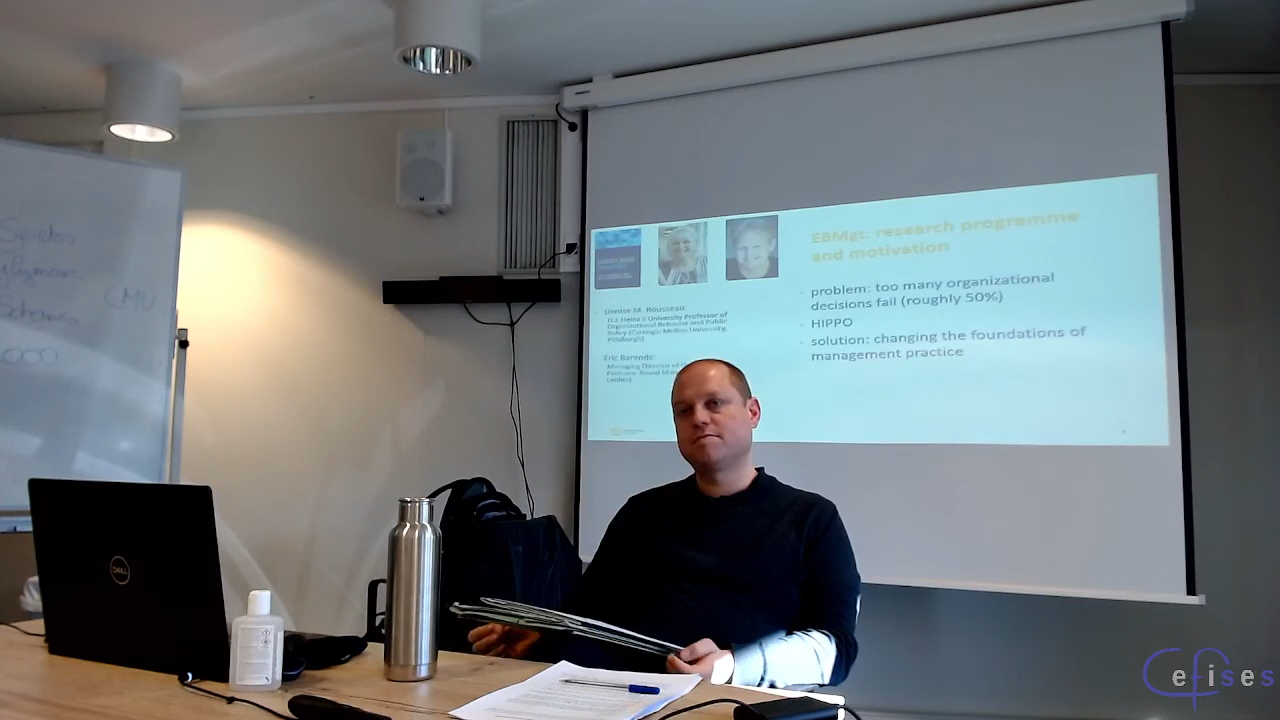 EBMgt: research programme
and motivation
problem: too many organizational
decisions fail (roughly 50%)
HIPPO
solution: changing the foundations of
management practice
Denise M. Rousseau:
H.J. Heinz II University Professor of
Organizational Behavior and Public
Policy (Carnegie Mellon University,
Pittsburgh)
Eric Barends:
Managing Director of
Leiden)
CMU
DELL
Cefises